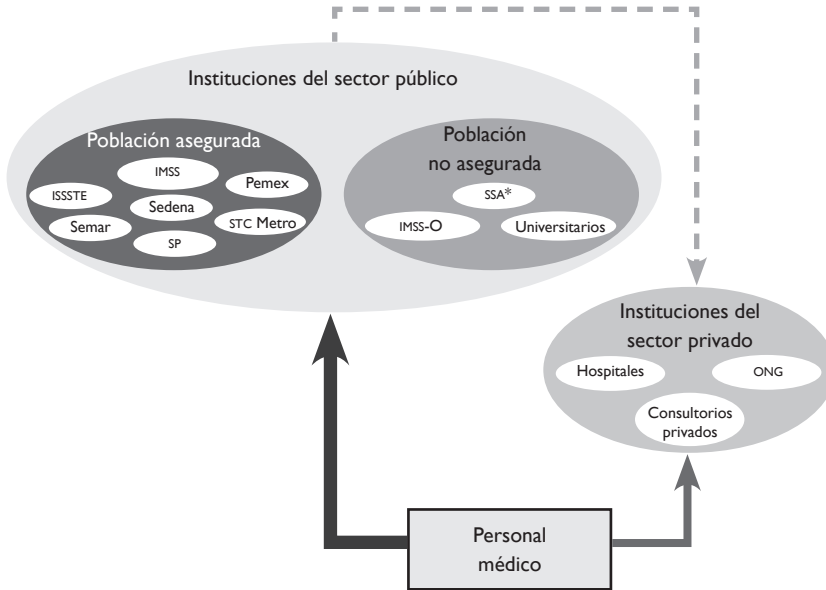 Instituciones del sector público
Población asegurada
IMSS
ISSSTE
Pemex
Sedena
Semar
STC Metro
SP
Población
no asegurada
SSA*
IMSS-O
Universitarios
Instituciones del
sector privado
Hospitales
ONG
Consultorios
privados
Personal
médico